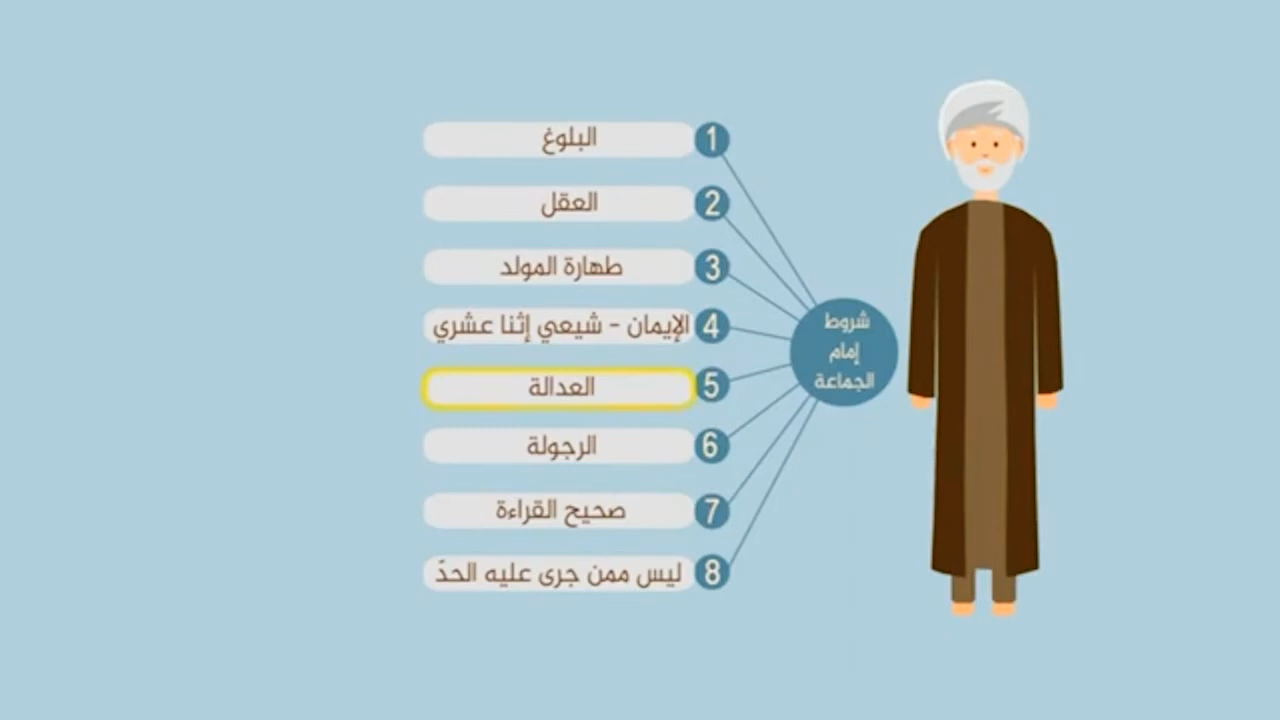 شروط
إمام
الجماعة
1 البلوغ
2 العقل
3 طهارة المولد
4 الإيمان - شيعي إثنا عشري
5 العدالة
6 الرجولة
7 صحيح القراءة
8 ليس ممن جرى عليه الحدّ